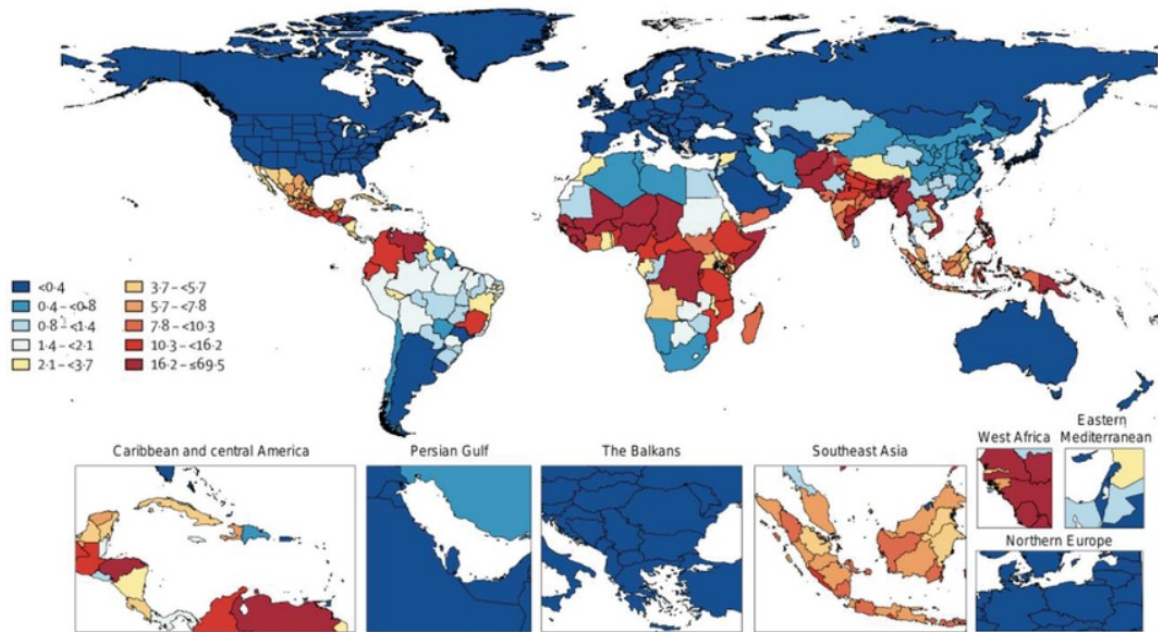 <0·4
0·4 – <0·8
0·8 – <1·4
1·4 – <2·1
2·1 – <3·7
3·7 – <5·7
5·7 – <7·8
7·8 – <10·3
10·3 – <16·2
16·2 – ≤69·5
Caribbean and central America
Persian Gulf
The Balkans
Southeast Asia
West Africa
Eastern
Mediterranean
Northern Europe